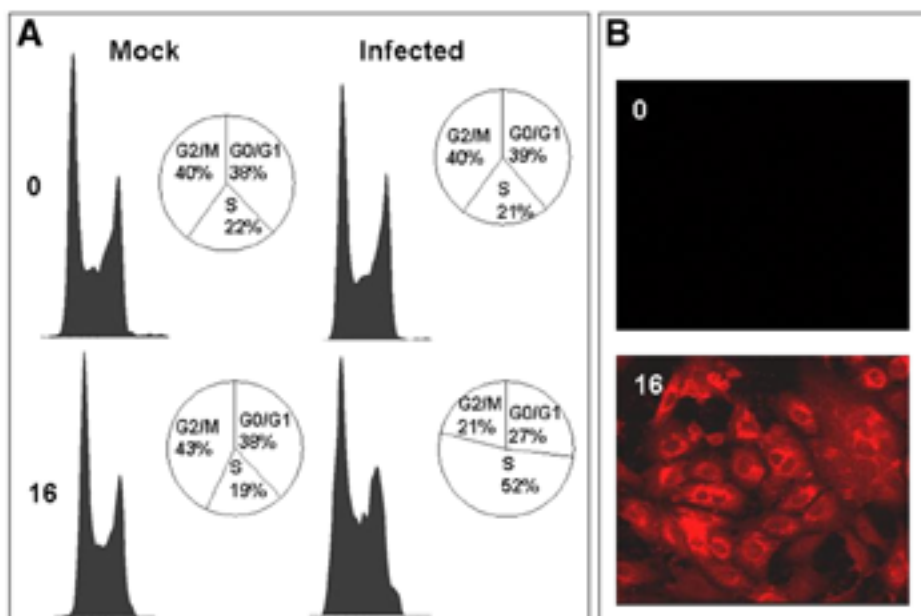 A
Mock
Infected
0
G2/M
40%
G0/G1
38%
S
22%
G2/M
40%
G0/G1
39%
S
21%
16
G2/M
43%
G0/G1
38%
S
19%
G2/M
21%
G0/G1
27%
S
52%
B
0
16